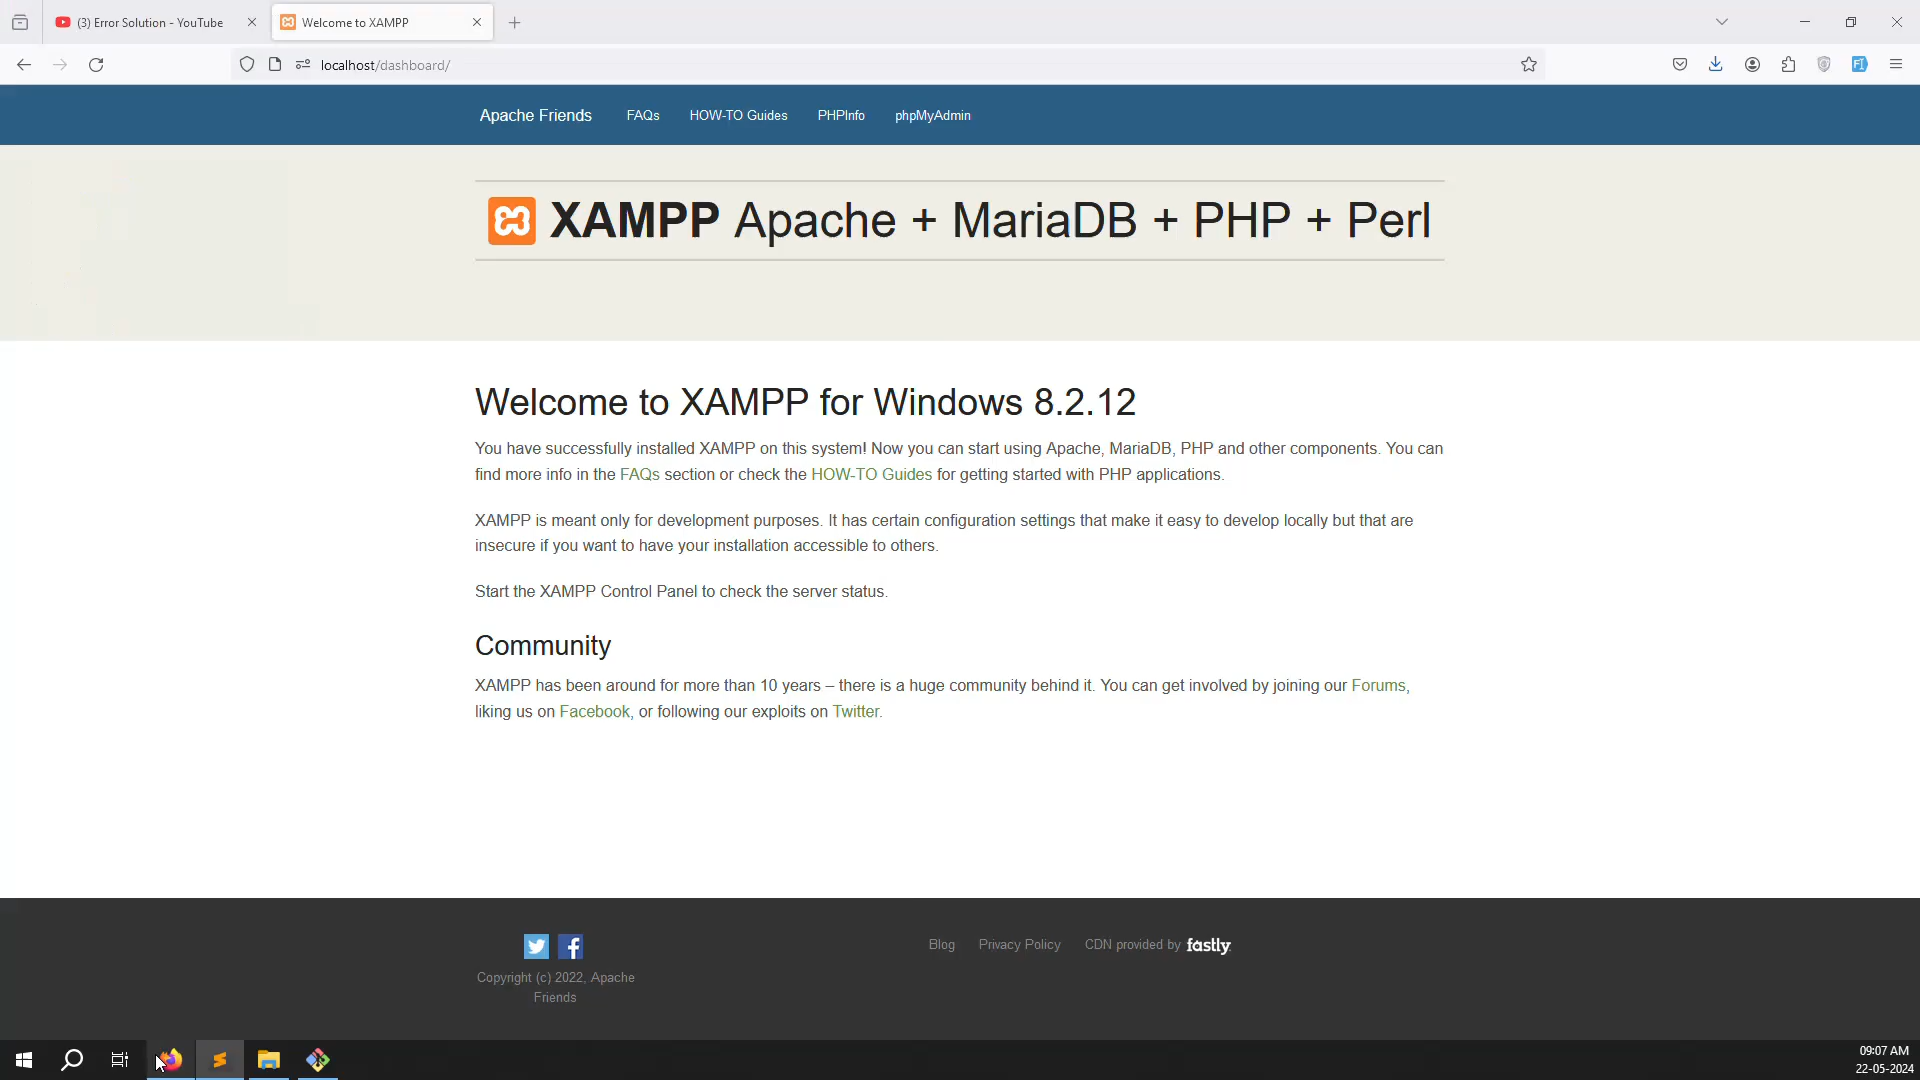 (3) Error Solution - YouTube
Welcome to XAMPP
localhost/dashboard/
Apache Friends FAQs HOW-TO Guides PHPInfo phpMyAdmin
XAMPP Apache + MariaDB + PHP + Perl
Welcome to XAMPP for Windows 8.2.12
You have successfully installed XAMPP on this system! Now you can start using Apache, MariaDB, PHP and other components. You can
find more info in the FAQs section or check the HOW-TO Guides for getting started with PHP applications.
XAMPP is meant only for development purposes. It has certain configuration settings that make it easy to develop locally but that are
insecure if you want to have your installation accessible to others.
Start the XAMPP Control Panel to check the server status.
Community
XAMPP has been around for more than 10 years – there is a huge community behind it. You can get involved by joining our Forums,
liking us on Facebook, or following our exploits on Twitter.
Blog Privacy Policy CDN provided by fastly
Copyright (c) 2022, Apache
Friends
09:07 AM
22-05-2024